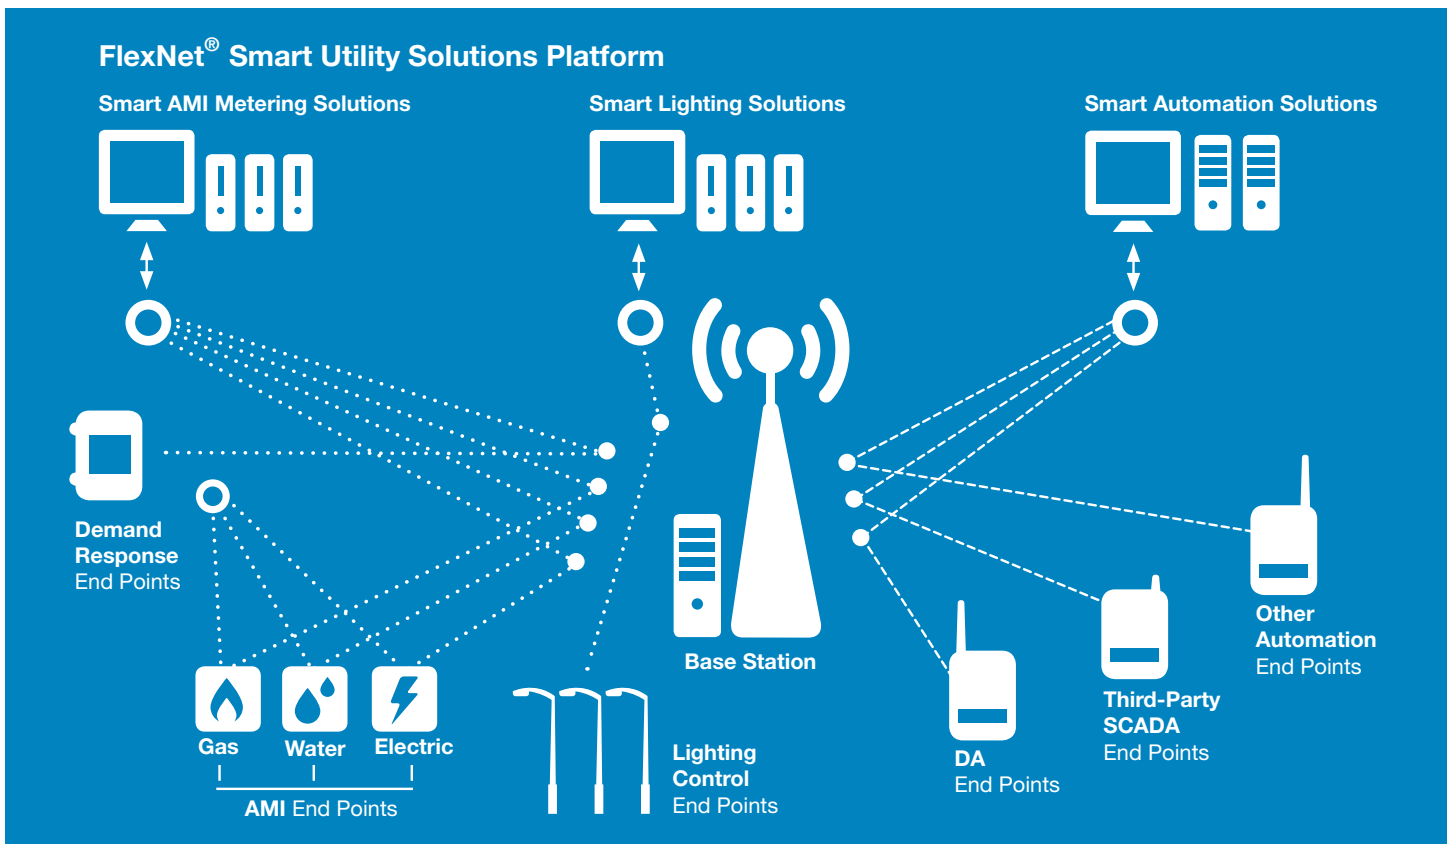 FlexNet® Smart Utility Solutions Platform
Smart AMI Metering Solutions
Smart Lighting Solutions
Smart Automation Solutions
Demand
Response
End Points
Base Station
Other
Automation
End Points
Third-Party
SCADA
End Points
DA
End Points
Gas
Water
Electric
AMI End Points
Lighting
Control
End Points